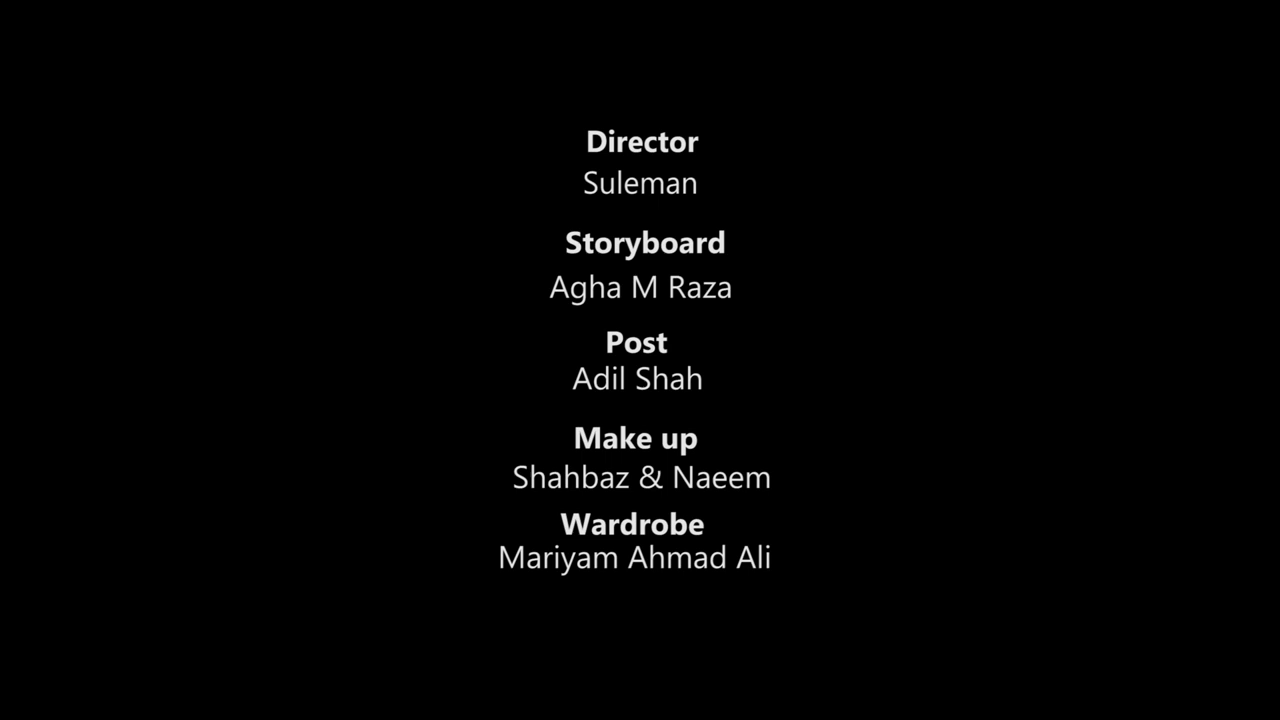 Director
Suleman
Storyboard
Agha M Raza
Post
Adil Shah
Make up
Shahbaz & Naeem
Wardrobe
Mariyam Ahmad Ali